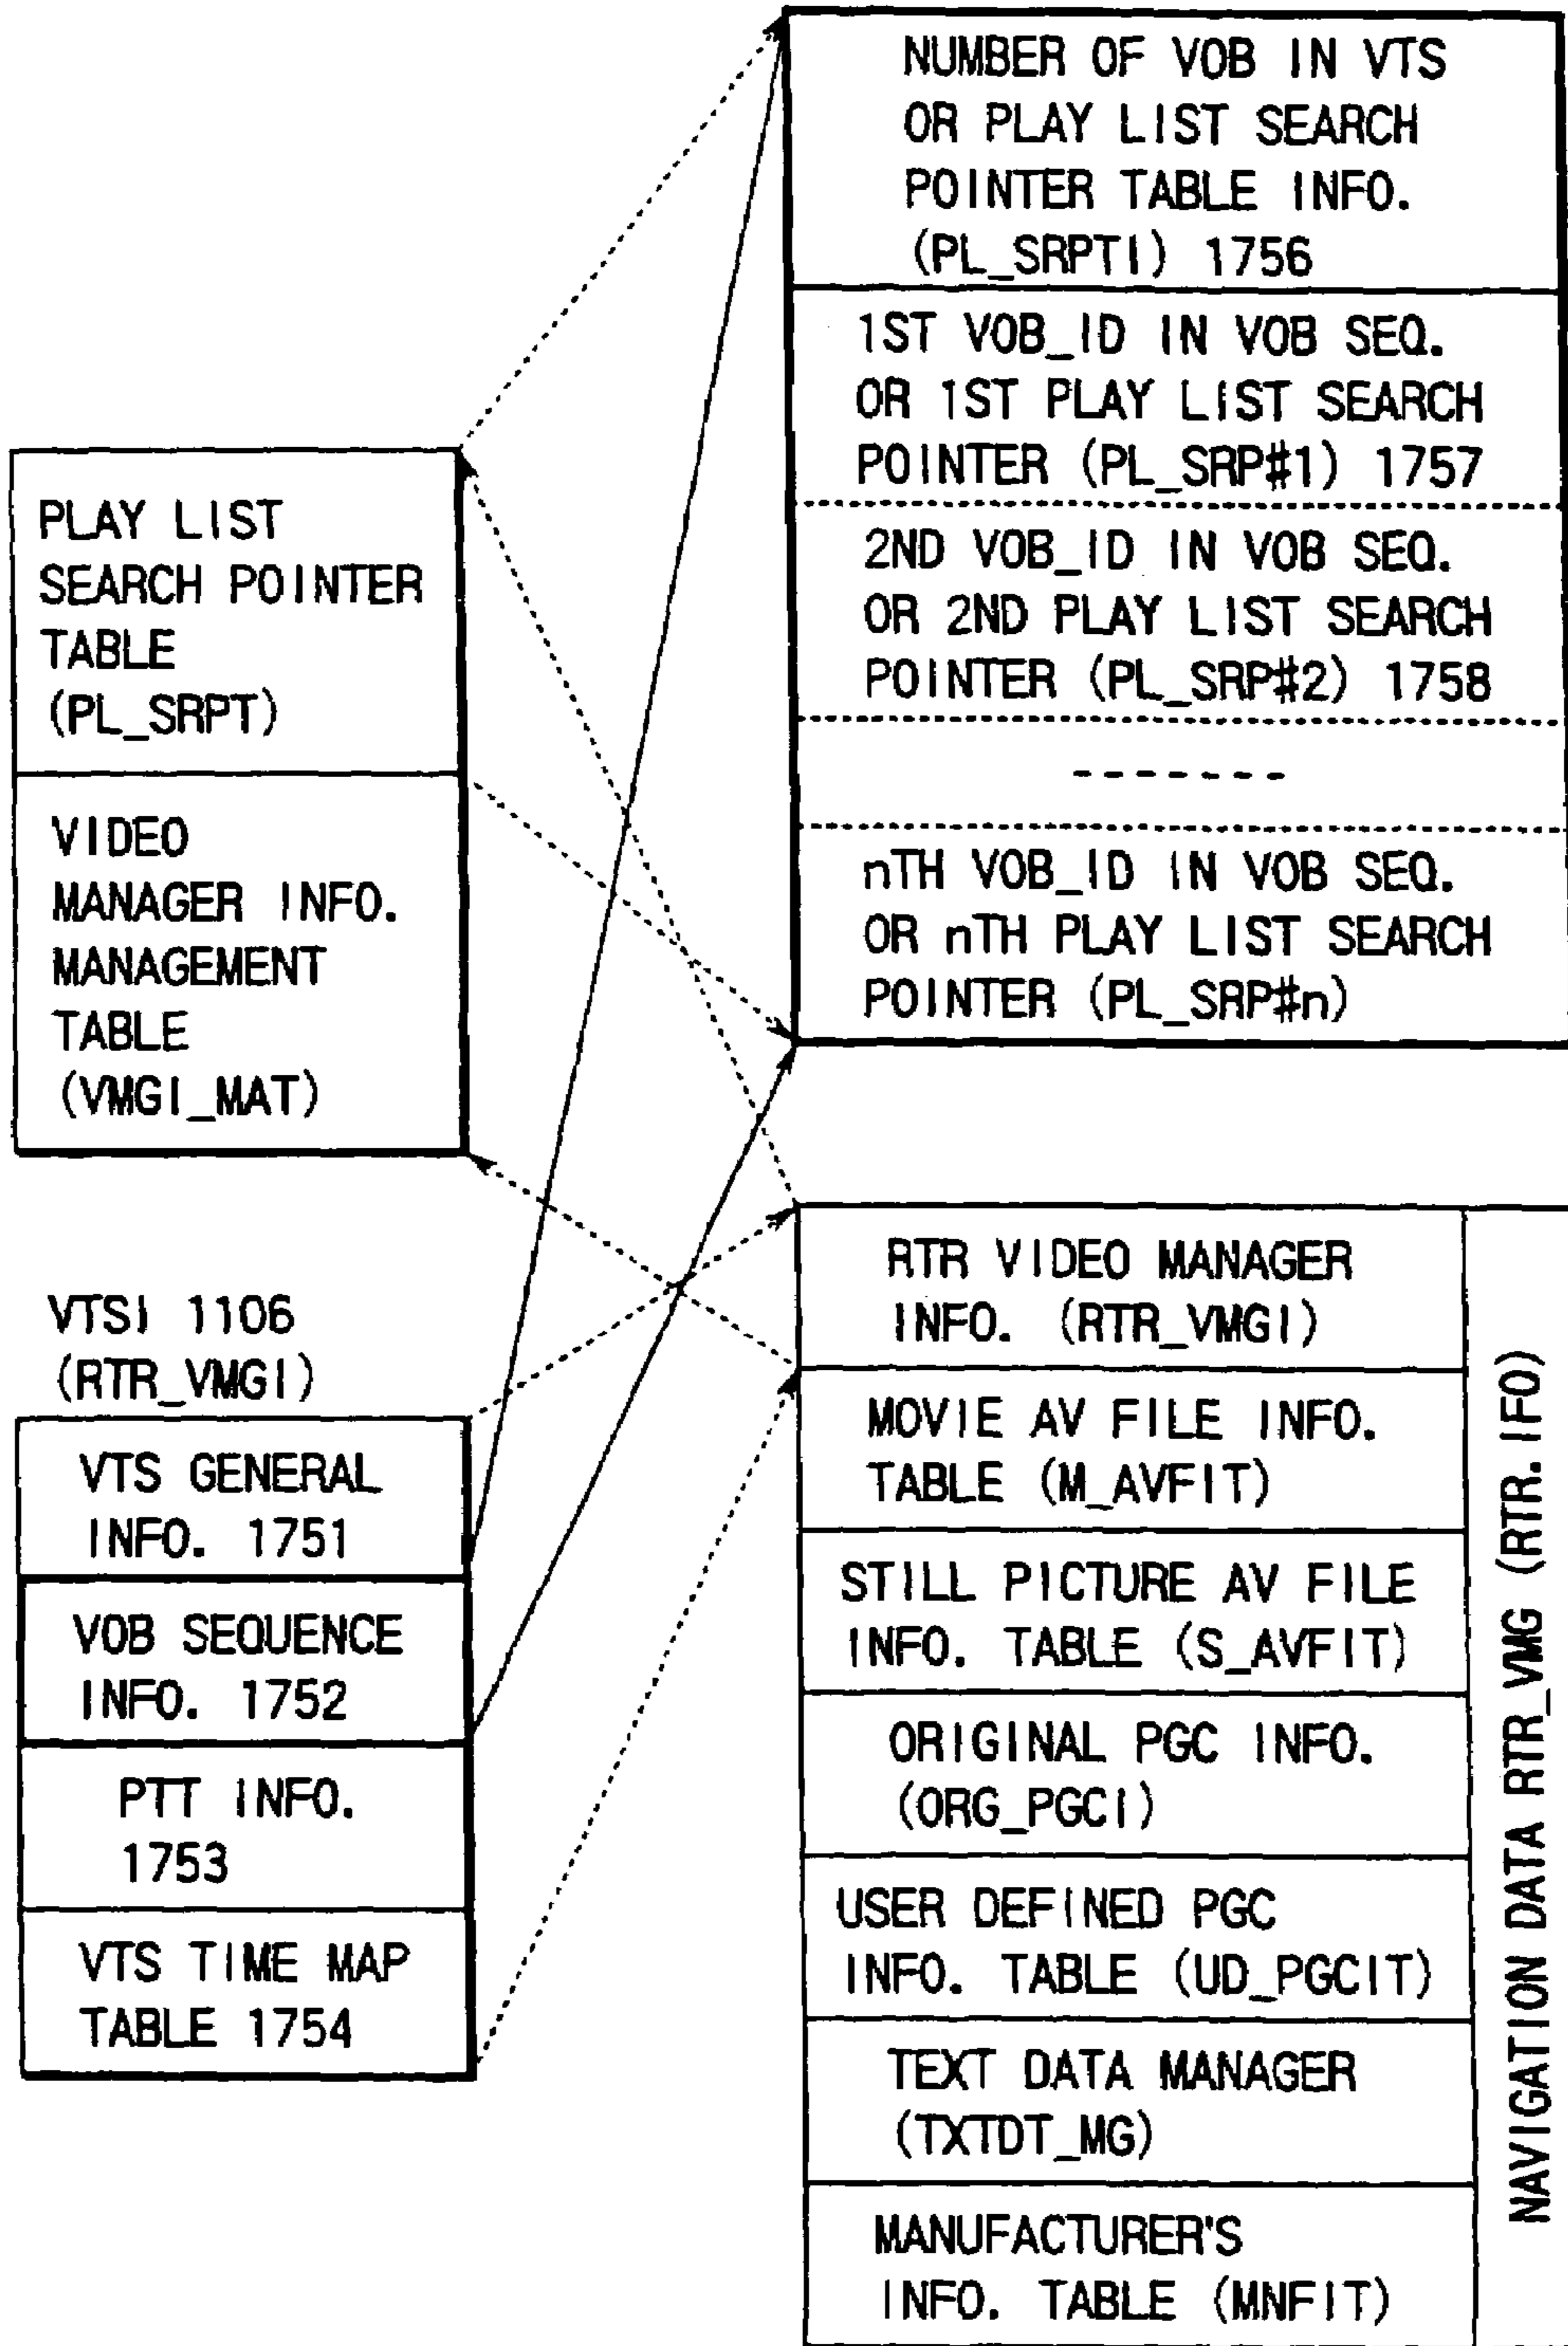 PLAY LIST
SEARCH POINTER
TABLE
(PL_SRPT)
VIDEO
MANAGER INFO.
MANAGEMENT
TABLE
(VMGI_MAT)
VTSI 1106
(RTR_VMGI)
VTS GENERAL
INFO. 1751
VOB SEQUENCE
INFO. 1752
PTT INFO.
1753
VTS TIME MAP
TABLE 1754
NUMBER OF VOB IN VTS
OR PLAY LIST SEARCH
POINTER TABLE INFO.
(PL_SRPTI) 1756
1ST VOB_ID IN VOB SEQ.
OR 1ST PLAY LIST SEARCH
POINTER (PL_SRP#1) 1757
2ND VOB_ID IN VOB SEQ.
OR 2ND PLAY LIST SEARCH
POINTER (PL_SRP#2) 1758
-------
nTH VOB_ID IN VOB SEQ.
OR nTH PLAY LIST SEARCH
POINTER (PL_SRP#n)
RTR VIDEO MANAGER
INFO. (RTR_VMGI)
MOVIE AV FILE INFO.
TABLE (M_AVFIT)
STILL PICTURE AV FILE
INFO. TABLE (S_AVFIT)
ORIGINAL PGC INFO.
(ORG_PGCI)
USER DEFINED PGC
INFO. TABLE (UD_PGCIT)
TEXT DATA MANAGER
(TXTDT_MG)
MANUFACTURER'S
INFO. TABLE (MNFIT)
NAVIGATION DATA RTR_VMG (RTR.IFO)